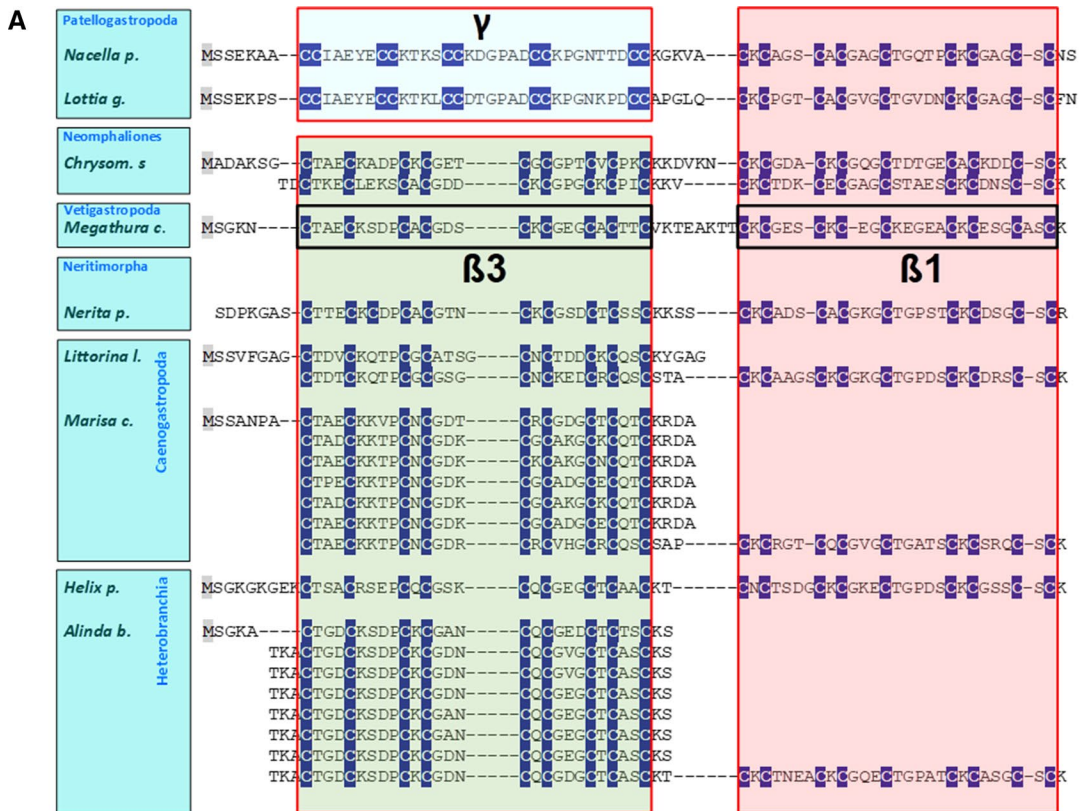 A
Patellogastropoda
γ
Nacella p. MSSEKAA--CCIAEYECCKTKSCCKDGPADCCKPGNTTDCCKGKVA---CKCAGS-CACGAGCTGQTPCKCGAGC-SCNS
Lottia g. MSSEKPS--CCIAEYECCKTKLCCDTGPADCCKPGNKPDCCAPGLQ---CKCPGT-CACGVGCTGVDNCKCGAGC-SCFN
Neomphaliones
Chrysom. s MADAKSG--CTAECKADPCKCGET-----CGCGPTCVCPKCKKDVKN--CKCGDA-CKCGQGCTDTGECACKDDC-SCK
TDCTKECLEKSCACGDD-----CKCGPGCKCPICKKV-----CKCTDK-CECGAGCSTAESCKCDNSC-SCK
Vetigastropoda
Megathura c. MSGKN----CTAECKSDPCACGDS-----CKCGEGCACTTCVKTEAKTTCKCGES-CKC-EGCKEGEACKCESGCASCK
Neritimorpha
ß3
ß1
Nerita p. SDPKGAS-CTTECKCDPCACGTN-----CKCGSDCTCSSCKKSS----CKCADS-CACGKGCTGPSTCKCDSGC-SCR
Caenogastropoda
Littorina l. MSSVFGAG-CTDVCKQTPCGCATSG----CNCTDDCKCQSCKYGAG
CTDTCKQTPCGCGSG-----CNCKEDCRCQSCSTA-----CKCAAGSCKCGKGCTGPDSCKCDRSC-SCK
Marisa c. MSSANPA--CTAECKKVPCNCGDT-----CRCGDGCTCQTCKRDA
CTADCKKTPCNCGDK-----CGCAKGCKCQTCKRDA
CTAECKKTPCNCGDK-----CKCAKGCNCQTCKRDA
CTPECKKTPCNCGDK-----CGCADGCECQTCKRDA
CTADCKKTPCNCGDK-----CGCAKGCKCQTCKRDA
CTAECKKTPCNCGDK-----CGCADGCECQTCKRDA
CTAECKKTPCNCGDR-----CRCVHGCRCQSCSAP-----CKCRGT-CQCGVGCTGATSCKCSRQC-SCK
Heterobranchia
Helix p. MSGKGKGEKCTSACRSEPCQCGSK-----CQCGEGCTCAACKT------CNCTSDGCKCGKECTGPDSCKCGSSC-SCK
Alinda b. MSGKA----CTGDCKSDPCKCGAN-----CQCGEDCTCTSCKS
TKACTGDCKSDPCKCGDN-----CQCGVGCTCASCKS
TKACTGDCKSDPCKCGDN-----CQCGVGCTCASCKS
TKACTGDCKSDPCKCGDN-----CQCGEGCTCASCKS
TKACTGDCKSDPCKCGAN-----CQCGEGCTCASCKS
TKACTGDCKSDPCKCGAN-----CQCGEGCTCASCKS
TKACTGDCKSDPCKCGDN-----CQCGEGCTCASCKS
TKACTGDCKSDPCKCGDN-----CQCGDGCTCASCKT------CKCTNEACKCGQECTGPATCKCASGC-SCK